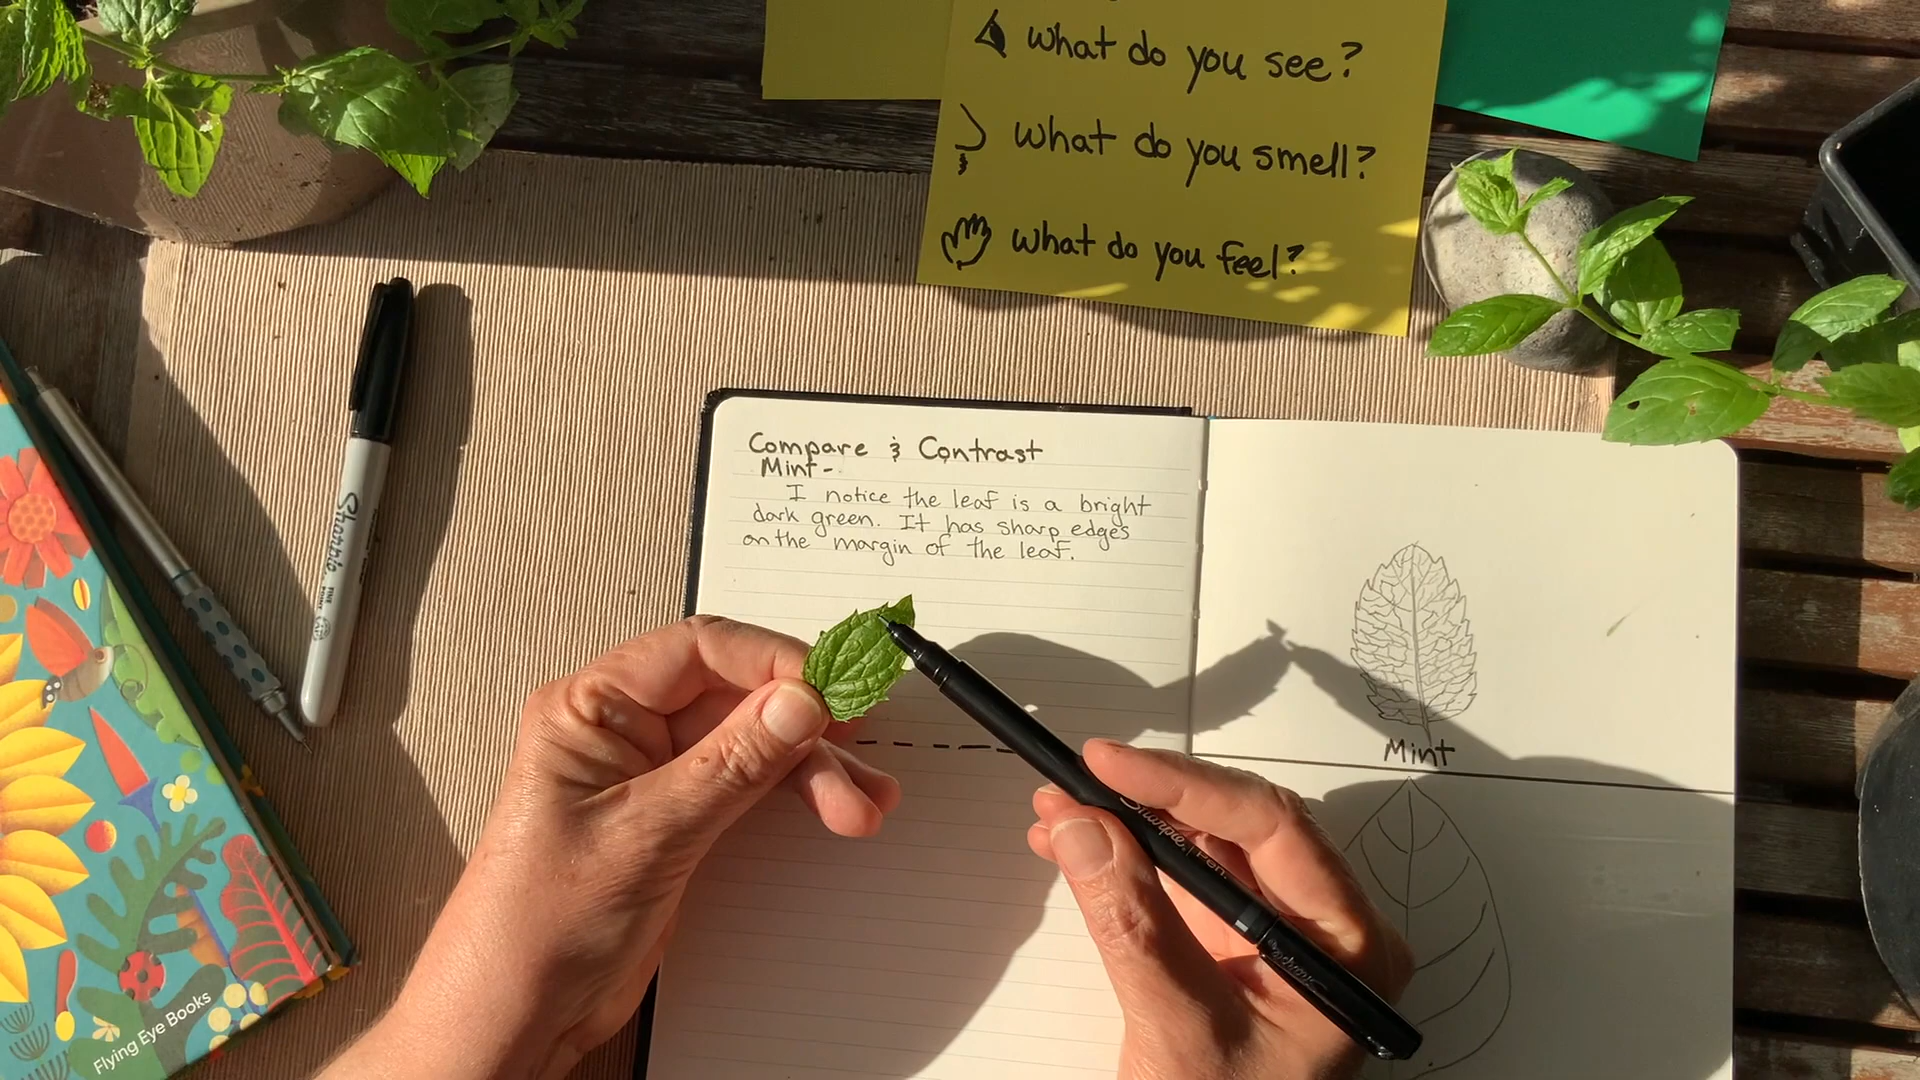 what do you see?
what do you smell?
what do you feel?
Compare & Contrast
Mint -
I notice the leaf is a bright
dark green. It has sharp edges
on the margin of the leaf.
Mint
Sharpie
FINE
Sharpie. | Pen.
Flying Eye Books